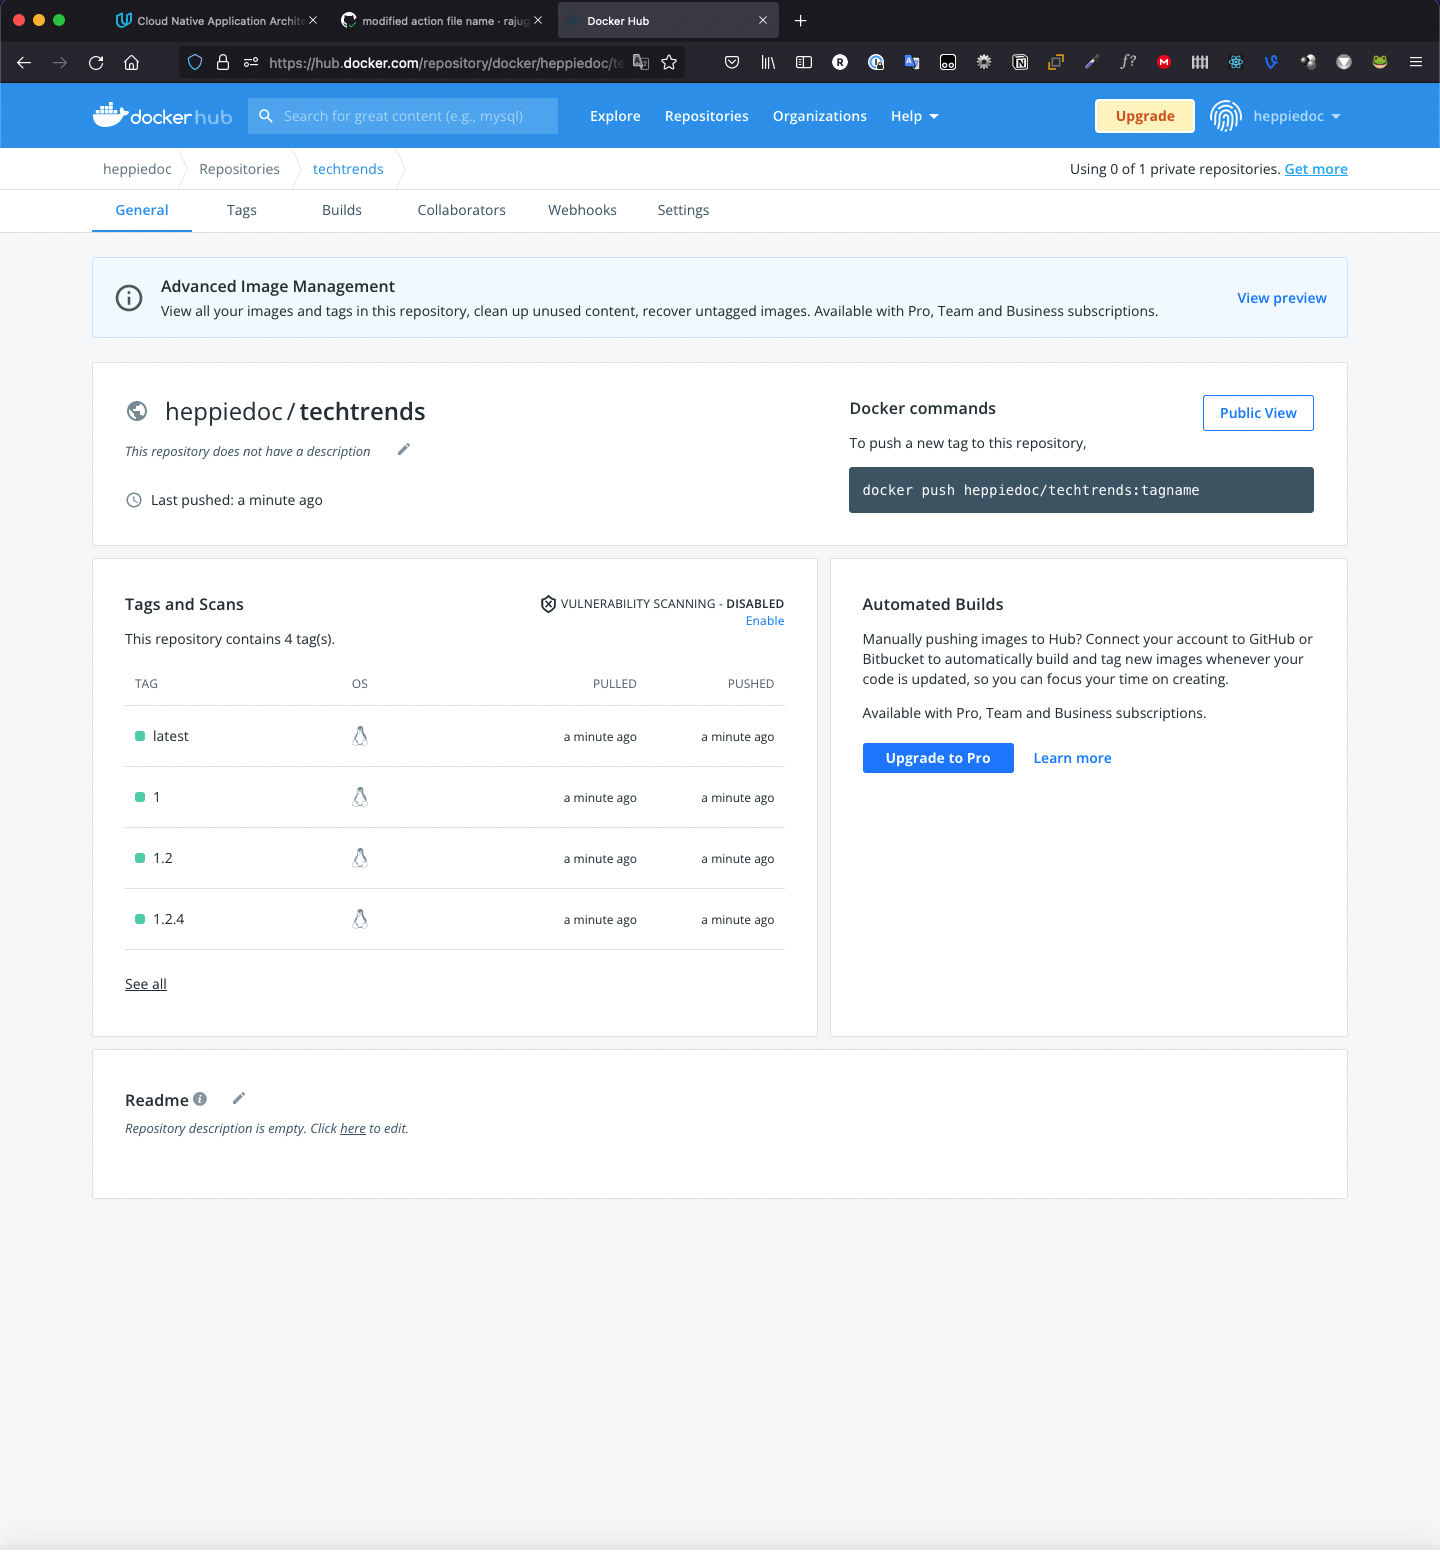 Cloud Native Application Archite
modified action file name · rajug
Docker Hub
https://hub.docker.com/repository/docker/heppiedoc/te
docker hub
Search for great content (e.g., mysql)
Explore
Repositories
Organizations
Help
Upgrade
heppiedoc
heppiedoc
Repositories
techtrends
Using 0 of 1 private repositories. Get more
General
Tags
Builds
Collaborators
Webhooks
Settings
Advanced Image Management
View all your images and tags in this repository, clean up unused content, recover untagged images. Available with Pro, Team and Business subscriptions.
View preview
heppiedoc / techtrends
This repository does not have a description
Last pushed: a minute ago
Docker commands
Public View
To push a new tag to this repository,
docker push heppiedoc/techtrends:tagname
Tags and Scans
VULNERABILITY SCANNING - DISABLED
Enable
This repository contains 4 tag(s).
TAG OS PULLED PUSHED
latest a minute ago a minute ago
1 a minute ago a minute ago
1.2 a minute ago a minute ago
1.2.4 a minute ago a minute ago
See all
Automated Builds
Manually pushing images to Hub? Connect your account to GitHub or
Bitbucket to automatically build and tag new images whenever your
code is updated, so you can focus your time on creating.
Available with Pro, Team and Business subscriptions.
Upgrade to Pro
Learn more
Readme
Repository description is empty. Click here to edit.